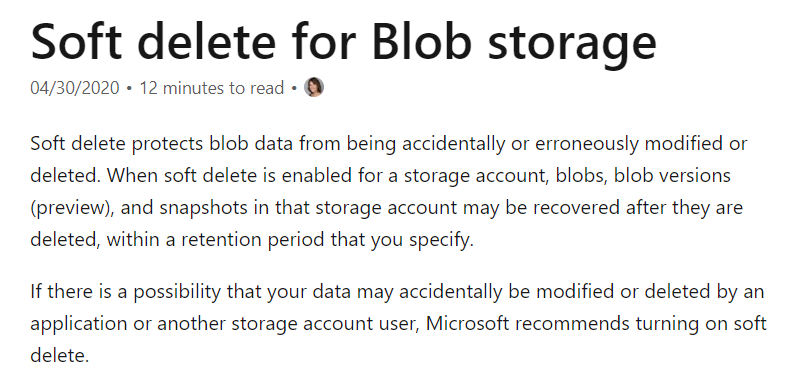 Soft delete for Blob storage
04/30/2020 • 12 minutes to read •
Soft delete protects blob data from being accidentally or erroneously modified or
deleted. When soft delete is enabled for a storage account, blobs, blob versions
(preview), and snapshots in that storage account may be recovered after they are
deleted, within a retention period that you specify.
If there is a possibility that your data may accidentally be modified or deleted by an
application or another storage account user, Microsoft recommends turning on soft
delete.